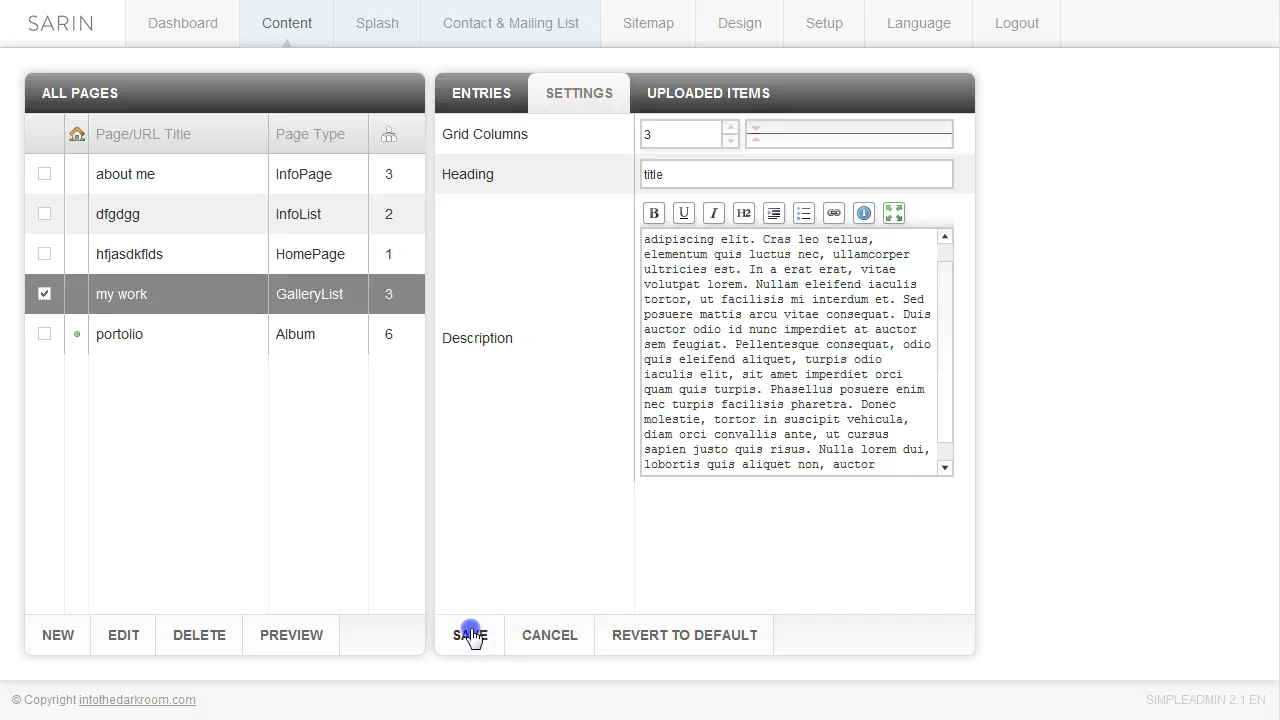 SARIN Dashboard Content Splash Contact & Mailing List Sitemap Design Setup Language Logout
ALL PAGES
Page/URL Title Page Type
about me InfoPage 3
dfgdgg InfoList 2
hfjasdkflds HomePage 1
my work GalleryList 3
portolio Album 6
NEW EDIT DELETE PREVIEW
ENTRIES SETTINGS UPLOADED ITEMS
Grid Columns 3
Heading title
B U I H2
Description
adipiscing elit. Cras leo tellus,
elementum quis luctus nec, ullamcorper
ultricies est. In a erat erat, vitae
volutpat lorem. Nullam eleifend iaculis
tortor, ut facilisis mi interdum et. Sed
posuere mattis arcu vitae consequat. Duis
auctor odio id nunc imperdiet at auctor
sem feugiat. Pellentesque consequat, odio
quis eleifend aliquet, turpis odio
iaculis elit, sit amet imperdiet orci
quam quis turpis. Phasellus posuere enim
nec turpis facilisis pharetra. Donec
molestie, tortor in suscipit vehicula,
diam orci convallis ante, ut cursus
sapien justo quis risus. Nulla lorem dui,
lobortis quis aliquet non, auctor
SAVE CANCEL REVERT TO DEFAULT
© Copyright intothedarkroom.com SIMPLEADMIN 2.1 EN